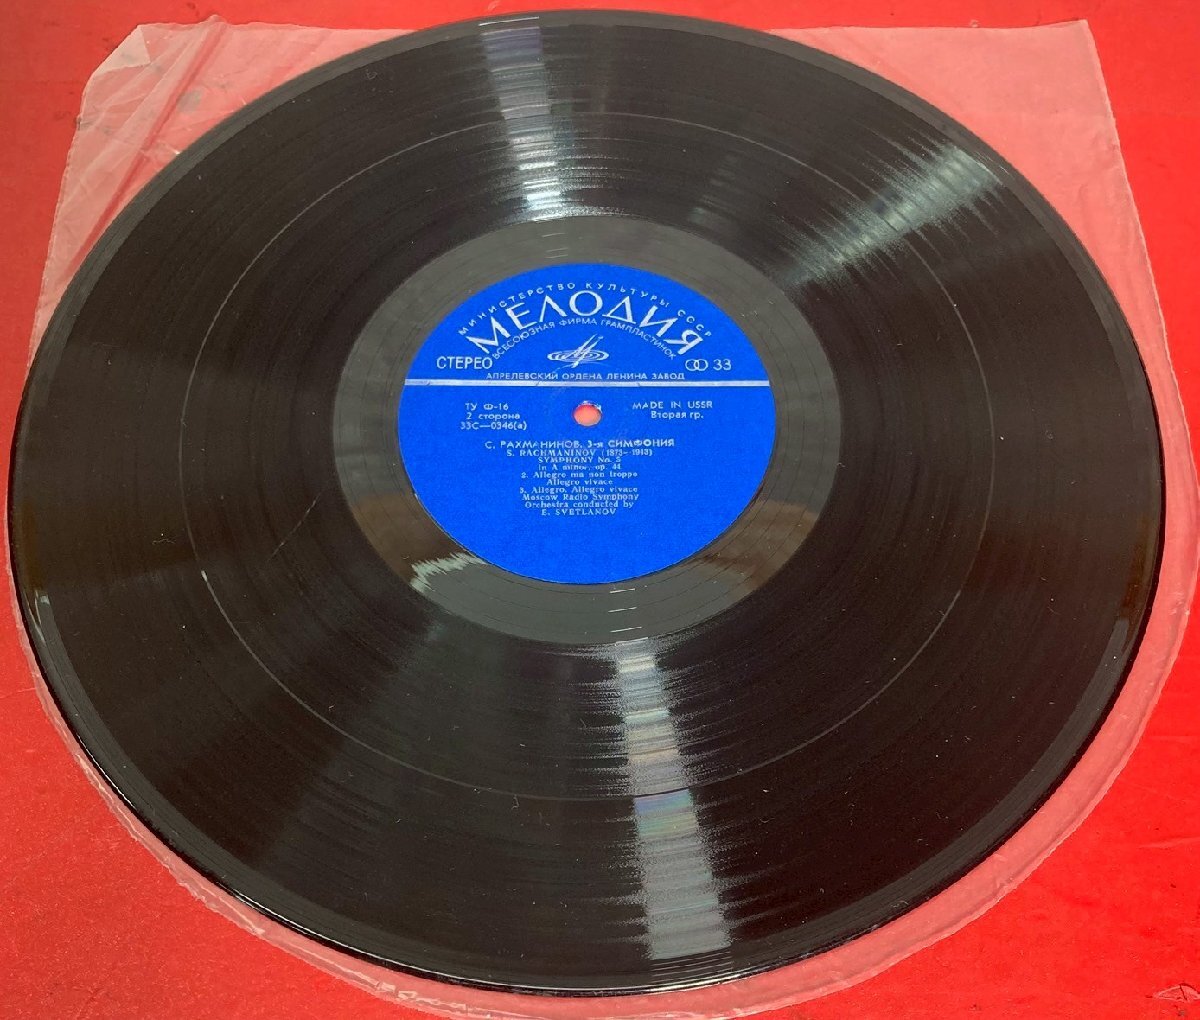 МИНИСТЕРСТВО КУЛЬТУРЫ СССР
МЕЛОДИЯ
ВСЕСОЮЗНАЯ ФИРМА ГРАМПЛАСТИНОК
СТЕРЕО 33
АПРЕЛЕВСКИЙ ОРДЕНА ЛЕНИНА ЗАВОД
ТУ Ф-16 MADE IN USSR
2 сторона Вторая гр.
33С—0346(а)
С. РАХМАНИНОВ. 3-я СИМФОНИЯ
S. RACHMANINOV (1873—1943)
SYMPHONY No. 3
in A minor, op. 44
2. Allegro ma non troppo
Allegro vivace
3. Allegro. Allegro vivace
Moscow Radio Symphony
Orchestra conducted by
E. SVETLANOV